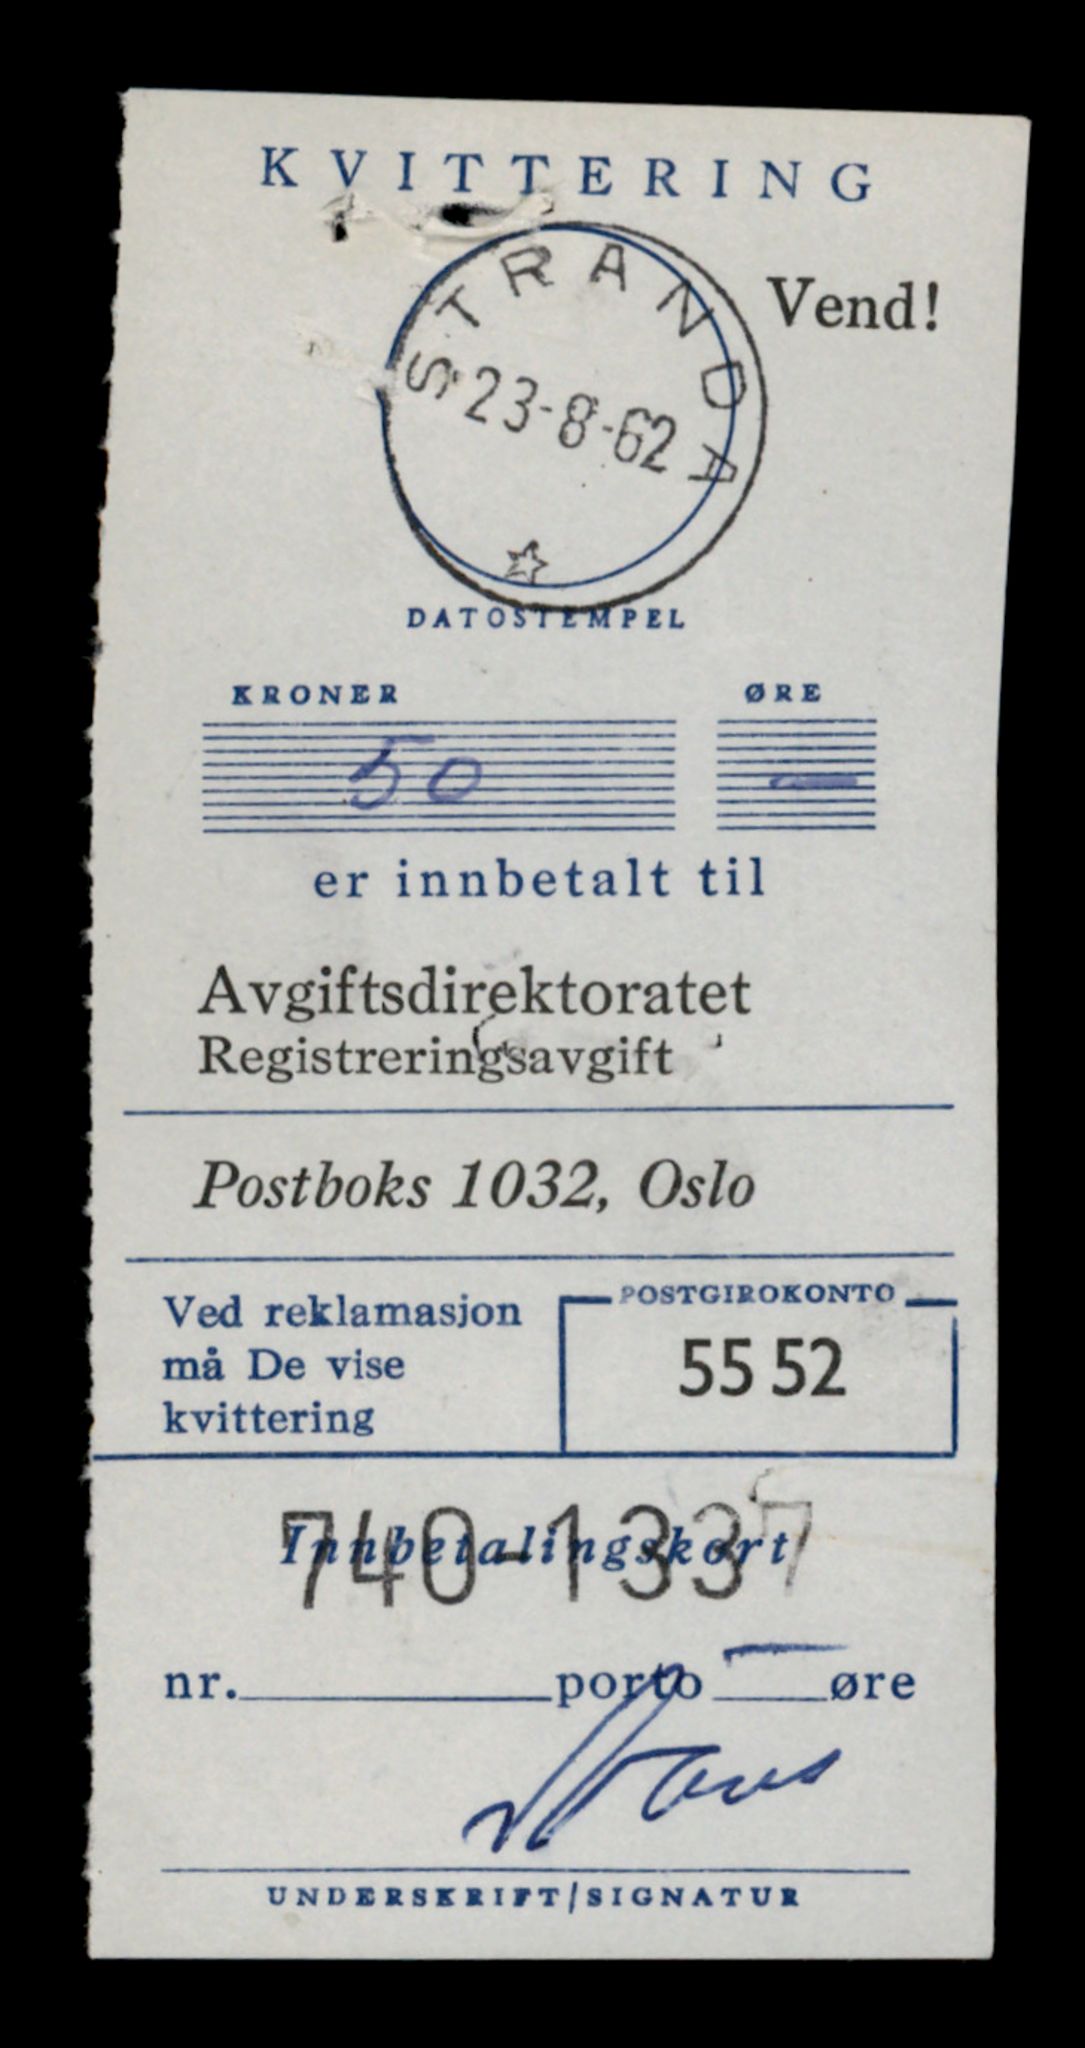 KVITTERING
Vend!
STRANDA
23-8-62
DATOSTEMPEL
KRONER ØRE
50 —
er innbetalt til
Avgiftsdirektoratet
Registreringsavgift
Postboks 1032, Oslo
Ved reklamasjon
må De vise
kvittering
POSTGIROKONTO
55 52
Innbetalingskort
740-1337
nr. porto — øre
UNDERSKRIFT/SIGNATUR